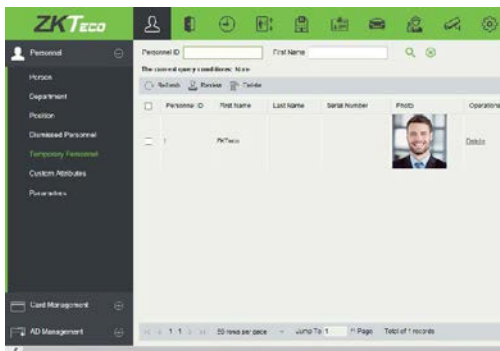 ZKTECO
Personnel
Personnel ID
First Name
The current query conditions: None
Person
Refresh Review Delete
Department
Personnel ID First Name Last Name Serial Number Photo Operations
Position
Dismissed Personnel
1 ZKTeco Delete
Temporary Personnel
Custom Attributes
Parameters
Card Management
AD Management
1-1 50 rows per page Jump To 1 /1 Page Total of 1 records